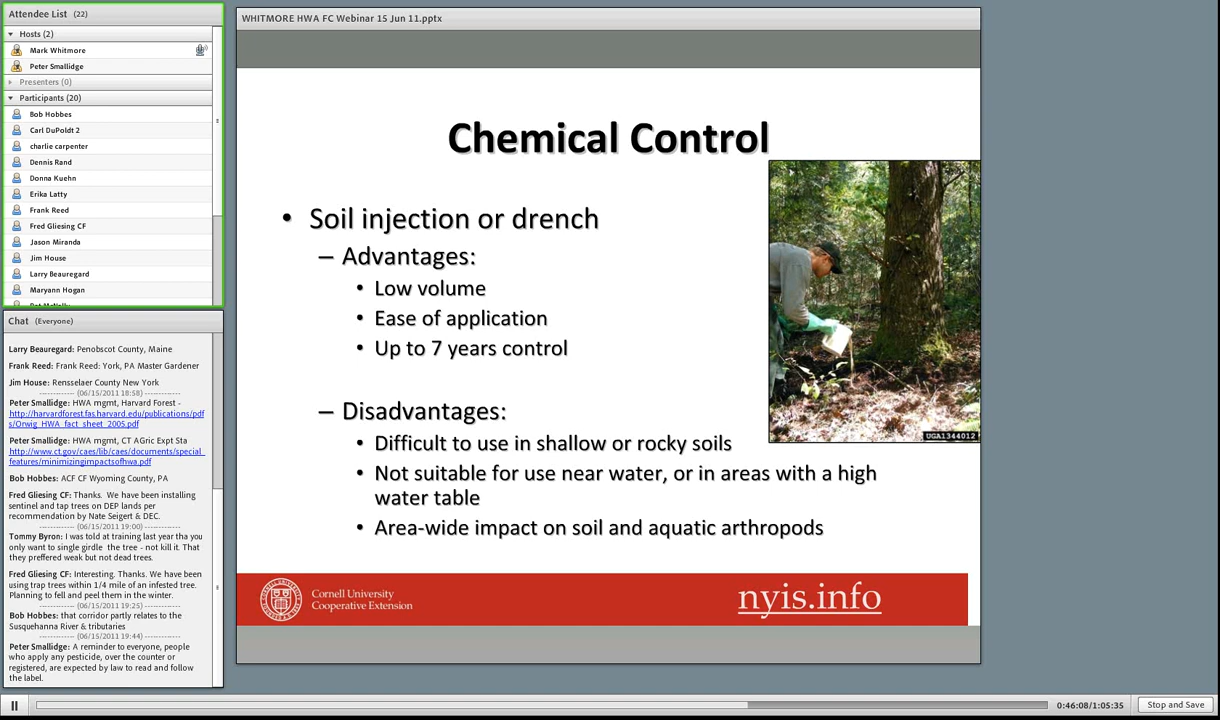 Attendee List (22)
Hosts (2)
Mark Whitmore
Peter Smallidge
Presenters (0)
Participants (20)
Bob Hobbes
Carl DuPoldt 2
charlie carpenter
Dennis Rand
Donna Kuehn
Erika Latty
Frank Reed
Fred Gliesing CF
Jason Miranda
Jim House
Larry Beauregard
Maryann Hogan
Chat (Everyone)
Larry Beauregard: Penobscot County, Maine
Frank Reed: Frank Reed: York, PA Master Gardener
Jim House: Rensselaer County New York
------------- (06/15/2011 18:58) -------------
Peter Smallidge: HWA mgmt, Harvard Forest -
http://harvardforest.fas.harvard.edu/publications/pdf
s/Orwig_HWA_fact_sheet_2005.pdf
Peter Smallidge: HWA mgmt, CT AGric Expt Sta
http://www.ct.gov/caes/lib/caes/documents/special_
features/minimizingimpactsofhwa.pdf
Bob Hobbes: ACF CF Wyoming County, PA
Fred Gliesing CF: Thanks. We have been installing
sentinel and tap trees on DEP lands per
recommendation by Nate Seigert & DEC.
------------- (06/15/2011 19:00) -------------
Tommy Byron: I was told at training last year tha you
only want to single girdle the tree - not kill it. That
they preffered weak but not dead trees.
Fred Gliesing CF: Interesting. Thanks. We have been
using trap trees within 1/4 mile of an infested tree.
Planning to fell and peel them in the winter.
------------- (06/15/2011 19:25) -------------
Bob Hobbes: that corridor partly relates to the
Susquehanna River & tributaries
------------- (06/15/2011 19:44) -------------
Peter Smallidge: A reminder to everyone, people
who apply any pesticide, over the counter or
registered, are expected by law to read and follow
the label.
WHITMORE HWA FC Webinar 15 Jun 11.pptx
Chemical Control
• Soil injection or drench
– Advantages:
• Low volume
• Ease of application
• Up to 7 years control
– Disadvantages:
• Difficult to use in shallow or rocky soils
• Not suitable for use near water, or in areas with a high
water table
• Area-wide impact on soil and aquatic arthropods
UGA1344012
Cornell University
Cooperative Extension
nyis.info
0:46:08/1:05:35
Stop and Save